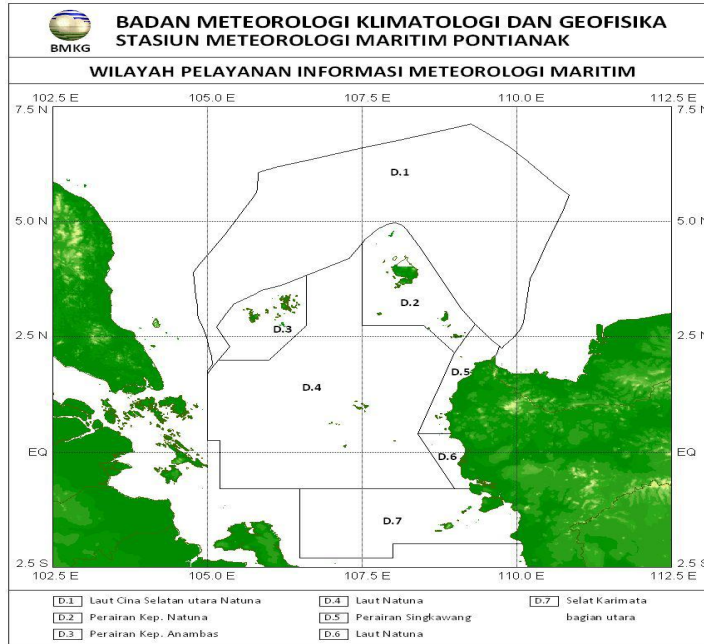 BADAN METEOROLOGI KLIMATOLOGI DAN GEOFISIKA
STASIUN METEOROLOGI MARITIM PONTIANAK
BMKG
WILAYAH PELAYANAN INFORMASI METEOROLOGI MARITIM
102.5 E 105.0 E 107.5 E 110.0 E 112.5 E
7.5 N 7.5 N
D.1
5.0 N 5.0 N
D.2
D.3
2.5 N 2.5 N
D.5
D.4
EQ EQ
D.6
D.7
2.5 S 2.5 S
102.5 E 105.0 E 107.5 E 110.0 E 112.5 E
D.1 Laut Cina Selatan utara Natuna D.4 Laut Natuna D.7 Selat Karimata
D.2 Perairan Kep. Natuna D.5 Perairan Singkawang bagian utara
D.3 Perairan Kep. Anambas D.6 Laut Natuna